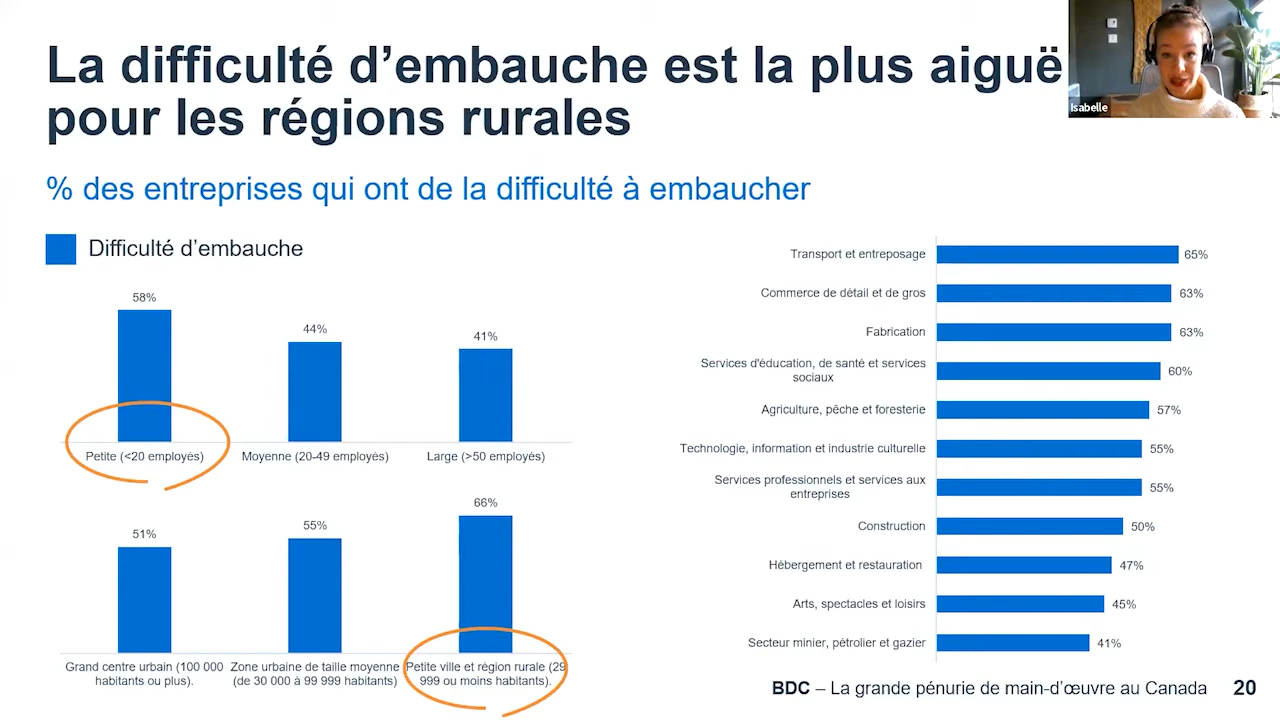 La difficulté d’embauche est la plus aiguë
pour les régions rurales
Isabelle
% des entreprises qui ont de la difficulté à embaucher
Difficulté d’embauche
58%
44%
41%
Petite (<20 employés)
Moyenne (20-49 employés)
Large (>50 employés)
51%
55%
66%
Grand centre urbain (100 000
habitants ou plus).
Zone urbaine de taille moyenne
(de 30 000 à 99 999 habitants)
Petite ville et région rurale (29
999 ou moins habitants).
Transport et entreposage
65%
Commerce de détail et de gros
63%
Fabrication
63%
Services d'éducation, de santé et services
sociaux
60%
Agriculture, pêche et foresterie
57%
Technologie, information et industrie culturelle
55%
Services professionnels et services aux
entreprises
55%
Construction
50%
Hébergement et restauration
47%
Arts, spectacles et loisirs
45%
Secteur minier, pétrolier et gazier
41%
BDC – La grande pénurie de main-d’œuvre au Canada
20